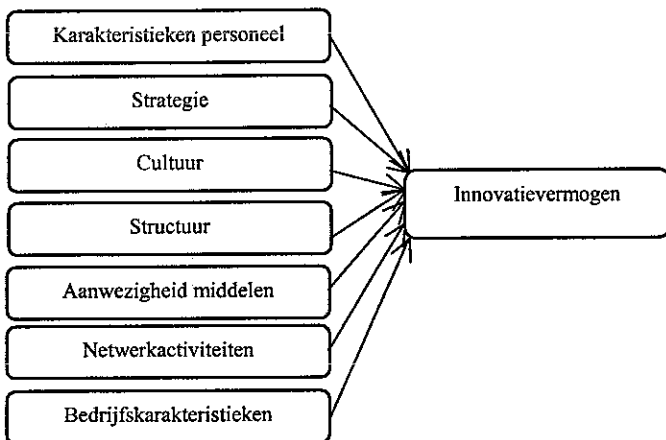 Karakteristieken personeel
Strategie
Cultuur
Structuur
Aanwezigheid middelen
Netwerkactiviteiten
Bedrijfskarakteristieken
Innovatievermogen